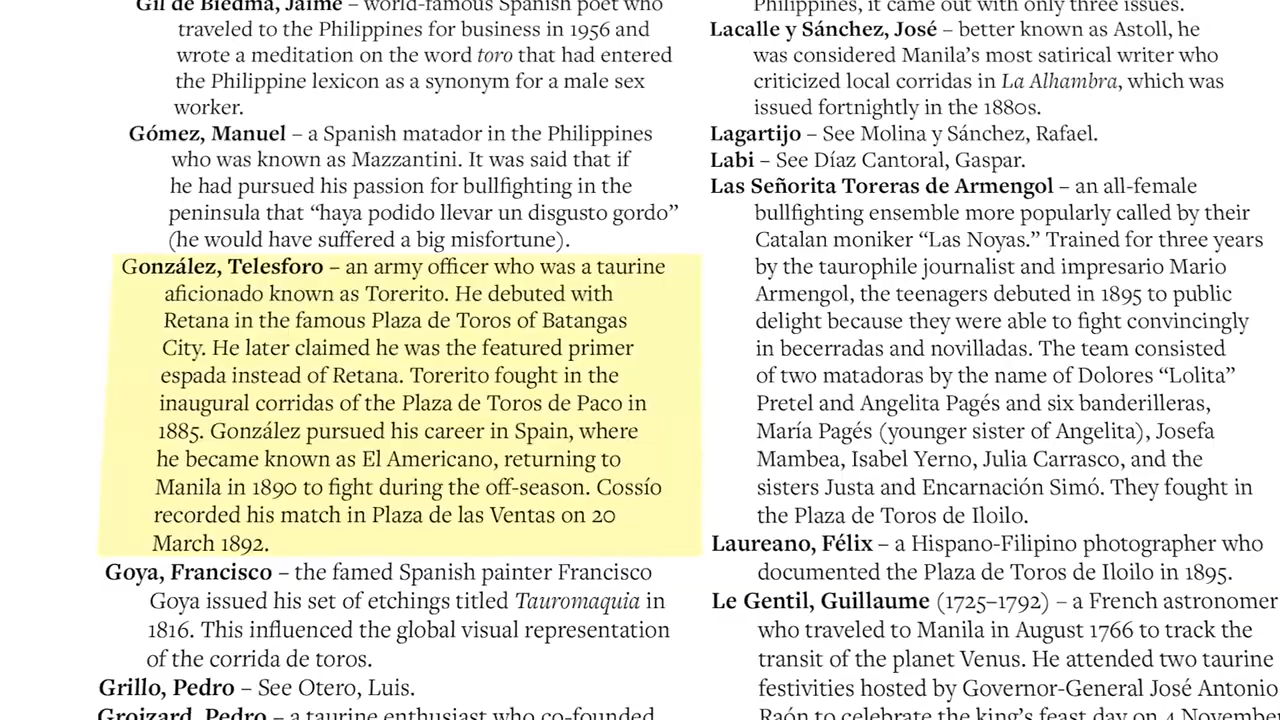 Gil de Biedma, Jaime – world-famous Spanish poet who
traveled to the Philippines for business in 1956 and
wrote a meditation on the word toro that had entered
the Philippine lexicon as a synonym for a male sex
worker.
Gómez, Manuel – a Spanish matador in the Philippines
who was known as Mazzantini. It was said that if
he had pursued his passion for bullfighting in the
peninsula that “haya podido llevar un disgusto gordo”
(he would have suffered a big misfortune).
González, Telesforo – an army officer who was a taurine
aficionado known as Torerito. He debuted with
Retana in the famous Plaza de Toros of Batangas
City. He later claimed he was the featured primer
espada instead of Retana. Torerito fought in the
inaugural corridas of the Plaza de Toros de Paco in
1885. González pursued his career in Spain, where
he became known as El Americano, returning to
Manila in 1890 to fight during the off-season. Cossío
recorded his match in Plaza de las Ventas on 20
March 1892.
Goya, Francisco – the famed Spanish painter Francisco
Goya issued his set of etchings titled Tauromaquia in
1816. This influenced the global visual representation
of the corrida de toros.
Grillo, Pedro – See Otero, Luis.
Groizard, Pedro – a taurine enthusiast who co-founded
Philippines, it came out with only three issues.
Lacalle y Sánchez, José – better known as Astoll, he
was considered Manila’s most satirical writer who
criticized local corridas in La Alhambra, which was
issued fortnightly in the 1880s.
Lagartijo – See Molina y Sánchez, Rafael.
Labi – See Díaz Cantoral, Gaspar.
Las Señorita Toreras de Armengol – an all-female
bullfighting ensemble more popularly called by their
Catalan moniker “Las Noyas.” Trained for three years
by the taurophile journalist and impresario Mario
Armengol, the teenagers debuted in 1895 to public
delight because they were able to fight convincingly
in becerradas and novilladas. The team consisted
of two matadoras by the name of Dolores “Lolita”
Pretel and Angelita Pagés and six banderilleras,
María Pagés (younger sister of Angelita), Josefa
Mambea, Isabel Yerno, Julia Carrasco, and the
sisters Justa and Encarnación Simó. They fought in
the Plaza de Toros de Iloilo.
Laureano, Félix – a Hispano-Filipino photographer who
documented the Plaza de Toros de Iloilo in 1895.
Le Gentil, Guillaume (1725–1792) – a French astronomer
who traveled to Manila in August 1766 to track the
transit of the planet Venus. He attended two taurine
festivities hosted by Governor-General José Antonio
Raón to celebrate the king’s feast day on 4 November